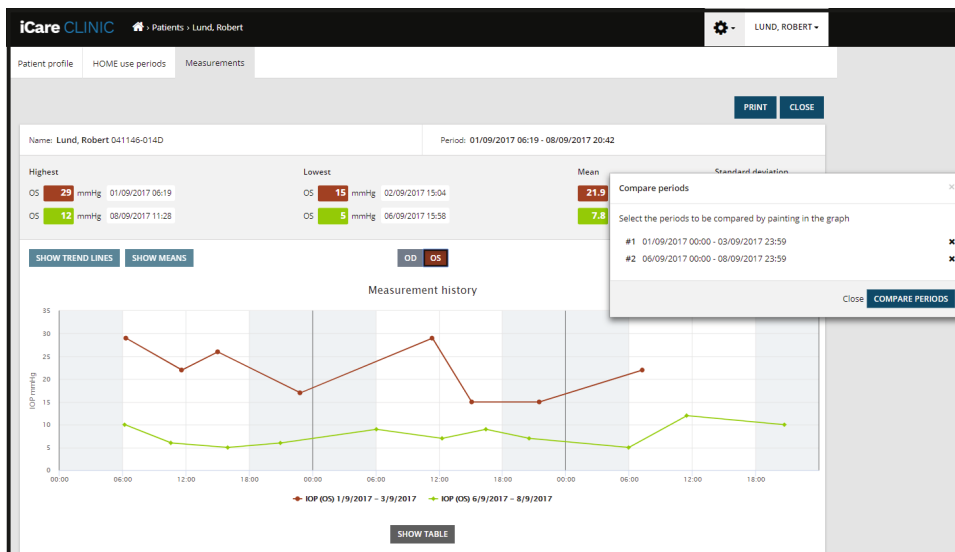 iCare CLINIC › Patients › Lund, Robert LUND, ROBERT
Patient profile HOME use periods Measurements
PRINT CLOSE
Name: Lund, Robert 041146-014D Period: 01/09/2017 06:19 - 08/09/2017 20:42
Highest Lowest Mean Standard deviation
OS 29 mmHg 01/09/2017 06:19 OS 15 mmHg 02/09/2017 15:04 21.9
OS 12 mmHg 08/09/2017 11:28 OS 5 mmHg 06/09/2017 15:58 7.8
Compare periods ×
Select the periods to be compared by painting in the graph
#1 01/09/2017 00:00 - 03/09/2017 23:59 ×
#2 06/09/2017 00:00 - 08/09/2017 23:59 ×
Close COMPARE PERIODS
SHOW TREND LINES SHOW MEANS OD OS
Measurement history
IOP mmHg
35
30
25
20
15
10
5
0
00:00 06:00 12:00 18:00 00:00 06:00 12:00 18:00 00:00 06:00 12:00 18:00
IOP (OS) 1/9/2017 – 3/9/2017 IOP (OS) 6/9/2017 – 8/9/2017
SHOW TABLE